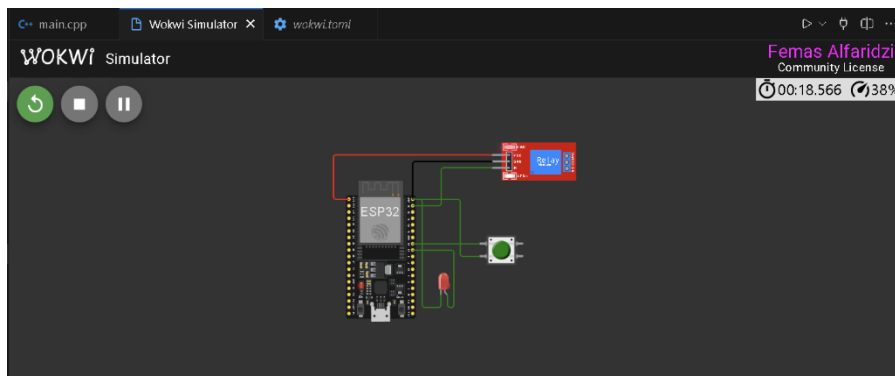 C++ main.cpp
Wokwi Simulator
wokwi.toml
WOKWI Simulator
Femas Alfaridzi
Community License
00:18.566 38%
Relay
ESP32